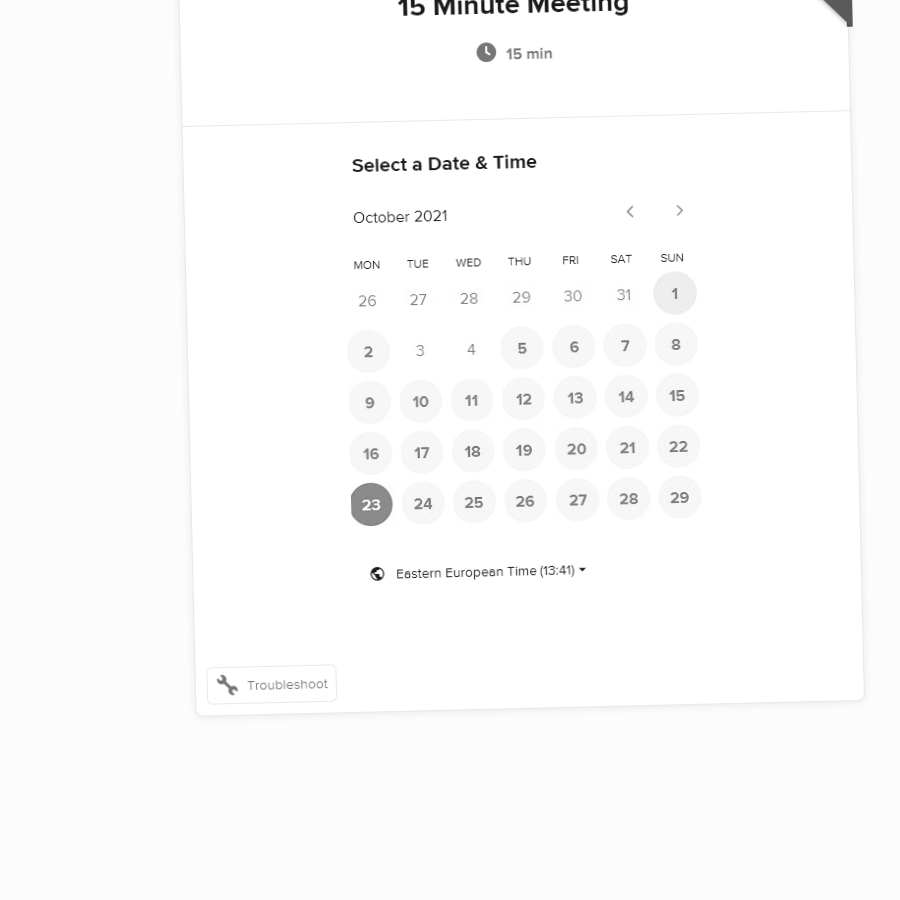 15 Minute Meeting
15 min
Select a Date & Time
October 2021
MON TUE WED THU FRI SAT SUN
26 27 28 29 30 31 1
2 3 4 5 6 7 8
9 10 11 12 13 14 15
16 17 18 19 20 21 22
23 24 25 26 27 28 29
Eastern European Time (13:41)
Troubleshoot